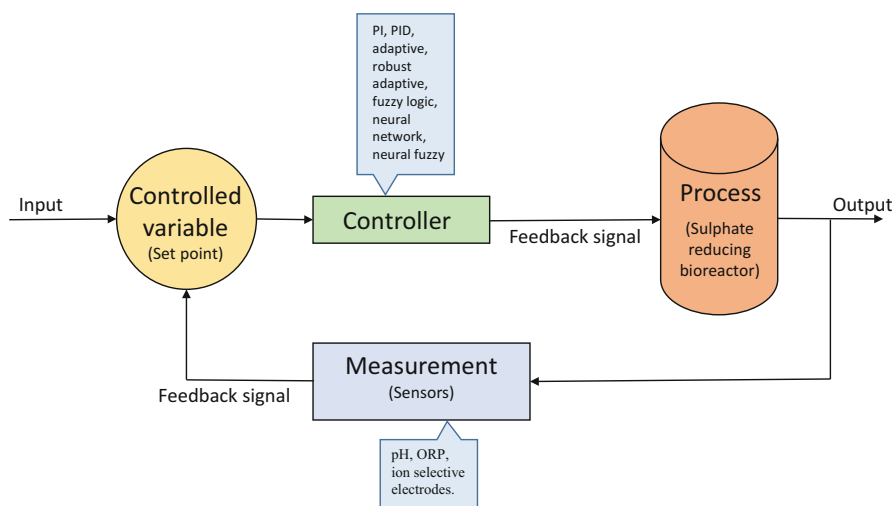 PI, PID,
adaptive,
robust
adaptive,
fuzzy logic,
neural
network,
neural fuzzy
Input
Controlled
variable
(Set point)
Controller
Feedback signal
Process
(Sulphate
reducing
bioreactor)
Output
Feedback signal
Measurement
(Sensors)
pH, ORP,
ion selective
electrodes.